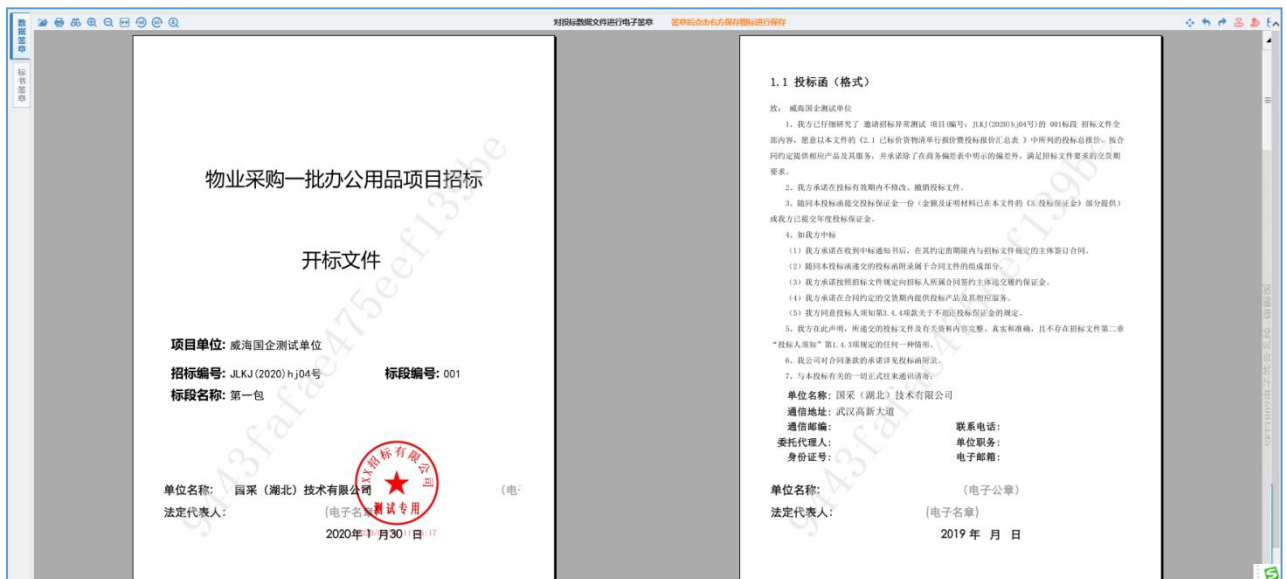 对投标数据文件进行电子签章
签章后点击右方保存图标进行保存
数据签章
标书签章
物业采购一批办公用品项目招标
开标文件
项目单位: 威海国企测试单位
招标编号: JLKJ(2020)hj04号 标段编号: 001
标段名称: 第一包
单位名称: 国采（湖北）技术有限公司 (电子
法定代表人: (电子名章)
2020年 1 月30 日
XXX招标有限公司
测试专用
1.1 投标函（格式）
致: 威海国企测试单位
1、我方已仔细研究了 邀请招标异常测试 项目(编号: JLKJ(2020)hj04号)的 001标段 招标文件全
部内容，愿意以本文件的《2.1 已标价货物清单行报价暨投标报价汇总表 》中所列的投标总报价，按合
同约定提供相应产品及其服务，并承诺除了在商务偏差表中明示的偏差外，满足招标文件要求的交货期
要求。
2、我方承诺在投标有效期内不修改、撤销投标文件。
3、随同本投标函提交投标保证金一份（金额及证明材料已在本文件的《3.投标保证金》部分提供）
或我方已提交年度投标保证金。
4、如我方中标
（1）我方承诺在收到中标通知书后，在其约定的期限内与招标文件规定的主体签订合同。
（2）随同本投标函递交的投标函附录属于合同文件的组成部分。
（3）我方承诺按照招标文件规定向招标人所属合同签约主体递交履约保证金。
（4）我方承诺在合同约定的交货期内提供投标产品及其相应服务。
（5）我方同意投标人须知第3.4.4项款关于不退还投标保证金的规定。
5、我方在此声明，所递交的投标文件及有关资料内容完整、真实和准确，且不存在招标文件第二章
“投标人须知”第1.4.3项规定的任何一种情形。
6、我公司对合同条款的承诺详见投标函附录。
7、与本投标有关的一切正式往来通讯请寄:
单位名称: 国采（湖北）技术有限公司
通信地址: 武汉高新大道
通信邮编: 联系电话:
委托代理人: 单位职务:
身份证号: 电子邮箱:
单位名称: (电子公章)
法定代表人: (电子名章)
2019 年 月 日
9443fafae475eef139be